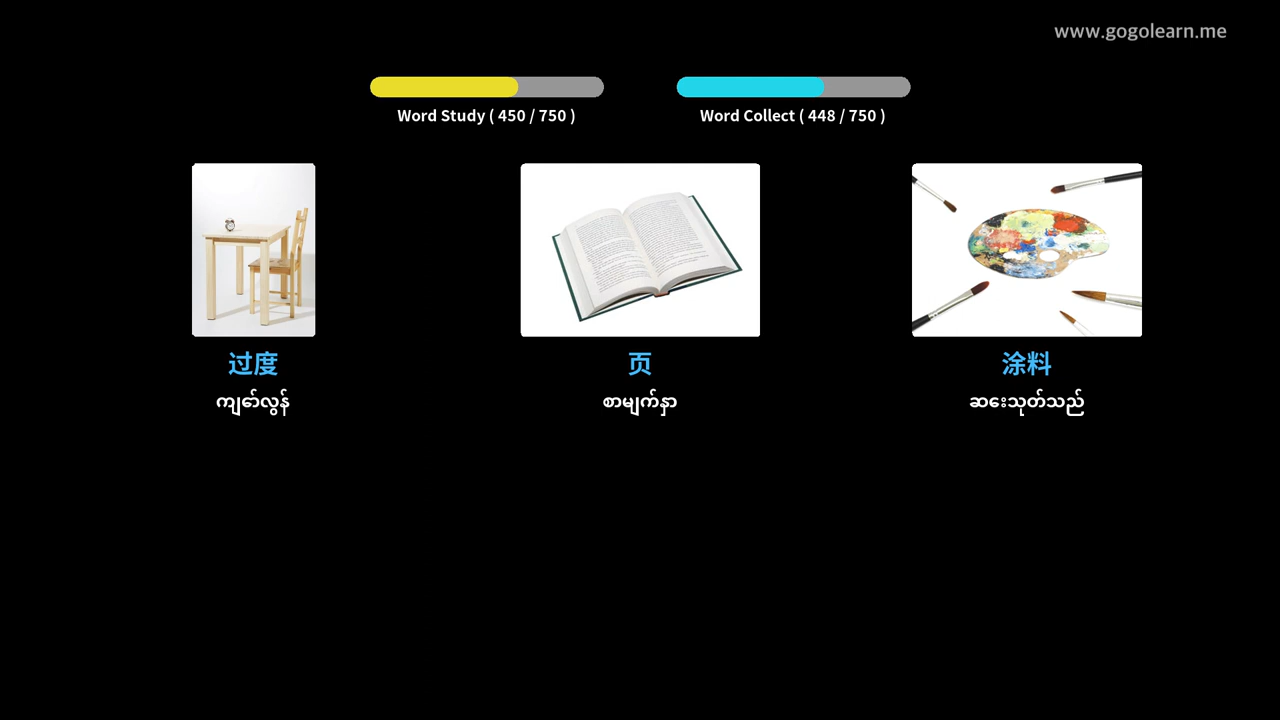 www.gogolearn.me
Word Study ( 450 / 750 )
Word Collect ( 448 / 750 )
过度
ကျော်လွန်
页
စာမျက်နှာ
涂料
ဆေးသုတ်သည်